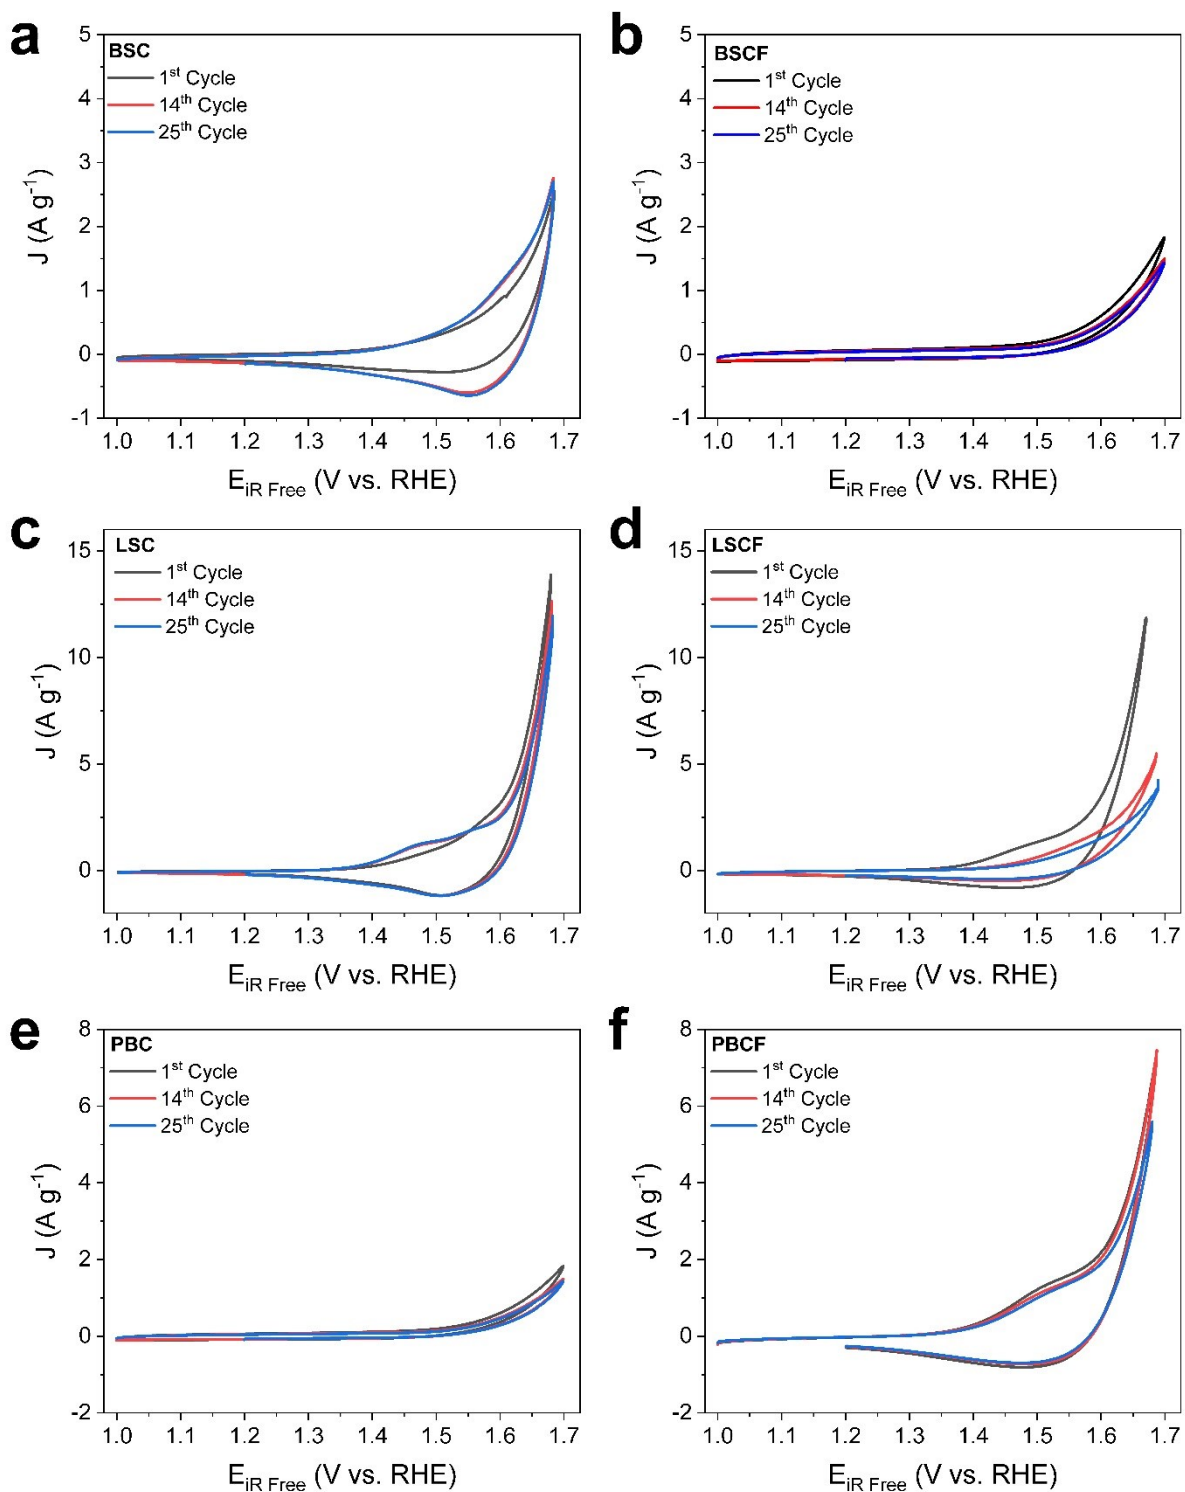 a
BSC
1st Cycle
14th Cycle
25th Cycle
5
4
3
2
1
0
-1
J (A g-1)
1.0 1.1 1.2 1.3 1.4 1.5 1.6 1.7
EiR Free (V vs. RHE)
b
BSCF
1st Cycle
14th Cycle
25th Cycle
5
4
3
2
1
0
-1
J (A g-1)
1.0 1.1 1.2 1.3 1.4 1.5 1.6 1.7
EiR Free (V vs. RHE)
c
LSC
1st Cycle
14th Cycle
25th Cycle
15
10
5
0
J (A g-1)
1.0 1.1 1.2 1.3 1.4 1.5 1.6 1.7
EiR Free (V vs. RHE)
d
LSCF
1st Cycle
14th Cycle
25th Cycle
15
10
5
0
J (A g-1)
1.0 1.1 1.2 1.3 1.4 1.5 1.6 1.7
EiR Free (V vs. RHE)
e
PBC
1st Cycle
14th Cycle
25th Cycle
8
6
4
2
0
-2
J (A g-1)
1.0 1.1 1.2 1.3 1.4 1.5 1.6 1.7
EiR Free (V vs. RHE)
f
PBCF
1st Cycle
14th Cycle
25th Cycle
8
6
4
2
0
-2
J (A g-1)
1.0 1.1 1.2 1.3 1.4 1.5 1.6 1.7
EiR Free (V vs. RHE)